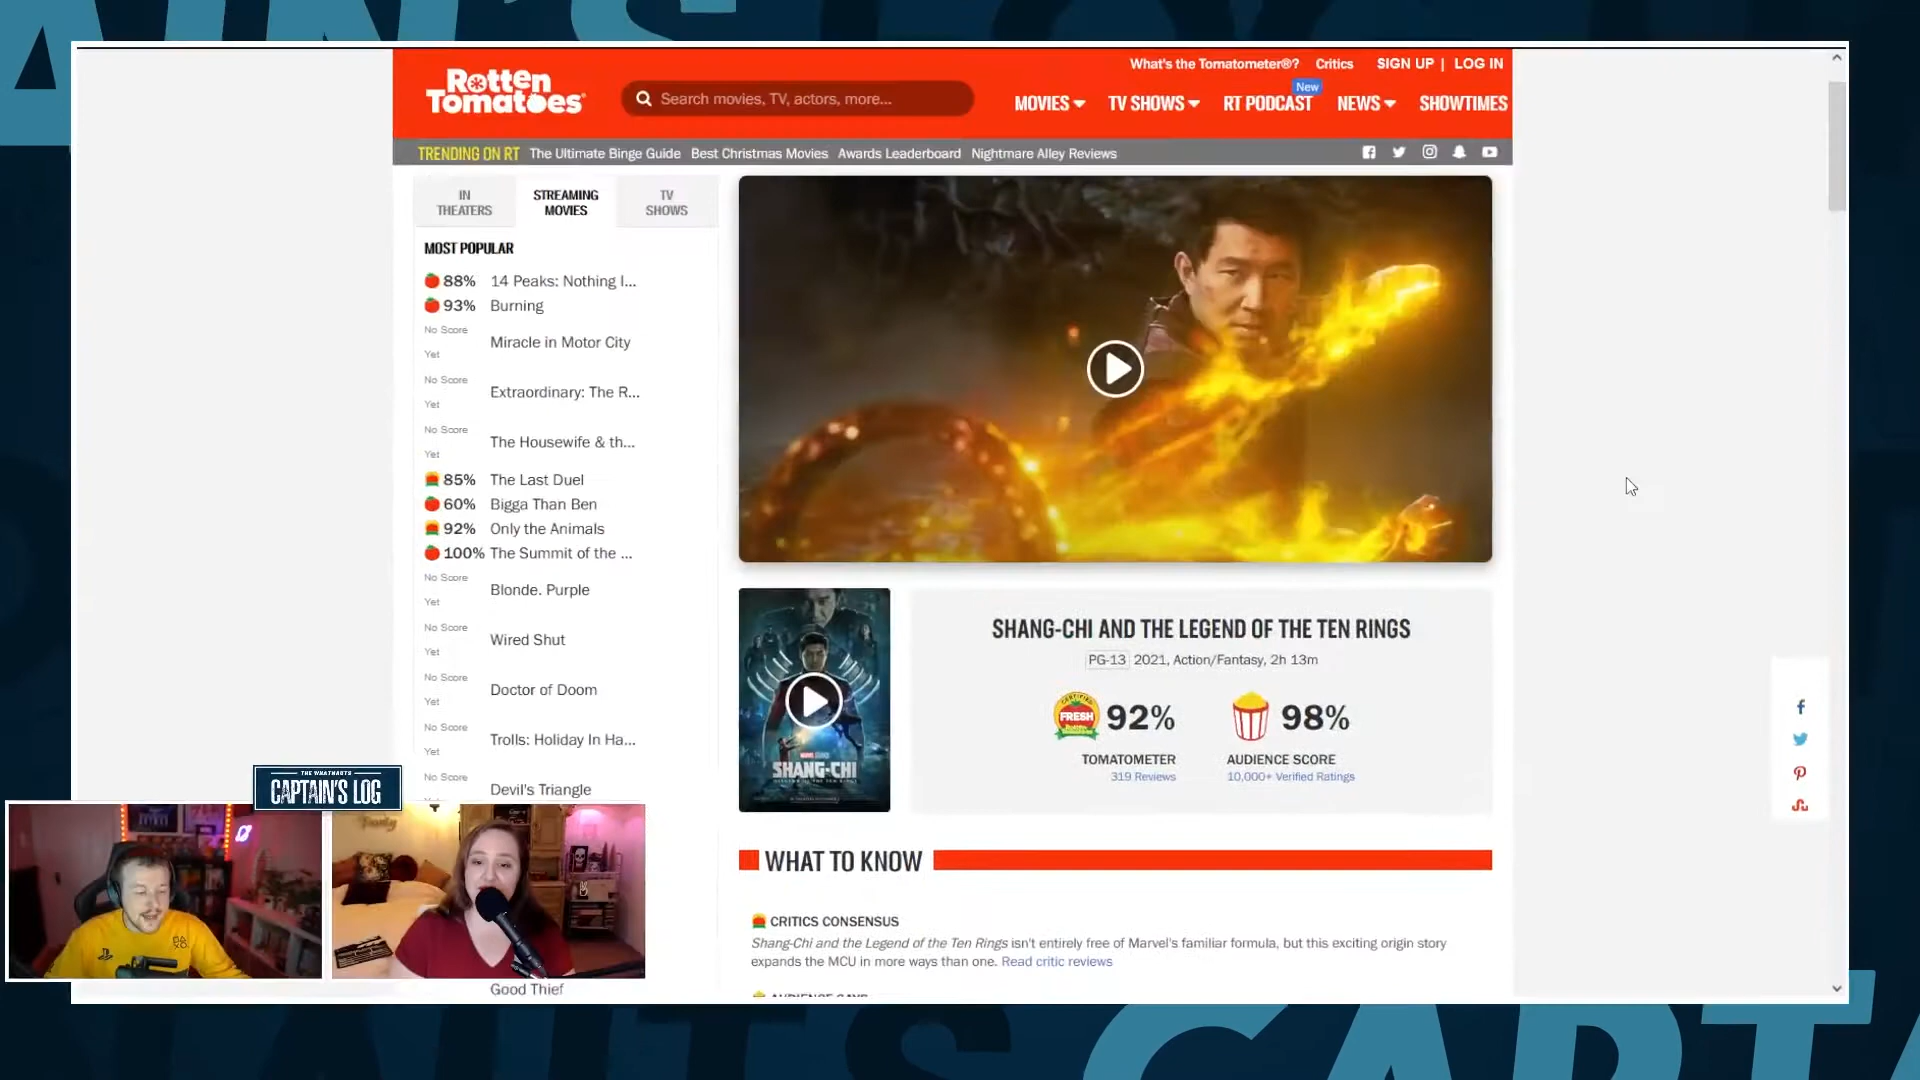 What's the Tomatometer®? Critics SIGN UP | LOG IN
Rotten
Tomatoes
Search movies, TV, actors, more...
New
MOVIES TV SHOWS RT PODCAST NEWS SHOWTIMES
TRENDING ON RT The Ultimate Binge Guide Best Christmas Movies Awards Leaderboard Nightmare Alley Reviews
IN
THEATERS
STREAMING
MOVIES
TV
SHOWS
MOST POPULAR
88% 14 Peaks: Nothing I...
93% Burning
No Score
Yet
Miracle in Motor City
No Score
Yet
Extraordinary: The R...
No Score
Yet
The Housewife & th...
85% The Last Duel
60% Bigga Than Ben
92% Only the Animals
100% The Summit of the ...
No Score
Yet
Blonde. Purple
No Score
Yet
Wired Shut
No Score
Yet
Doctor of Doom
No Score
Yet
Trolls: Holiday In Ha...
No Score
Devil's Triangle
Good Thief
SHANG-CHI
SHANG-CHI AND THE LEGEND OF THE TEN RINGS
PG-13 2021, Action/Fantasy, 2h 13m
CERTIFIED
FRESH
92%
98%
TOMATOMETER
319 Reviews
AUDIENCE SCORE
10,000+ Verified Ratings
WHAT TO KNOW
CRITICS CONSENSUS
Shang-Chi and the Legend of the Ten Rings isn't entirely free of Marvel's familiar formula, but this exciting origin story
expands the MCU in more ways than one. Read critic reviews
THE WHATNAUTS
CAPTAIN'S LOG